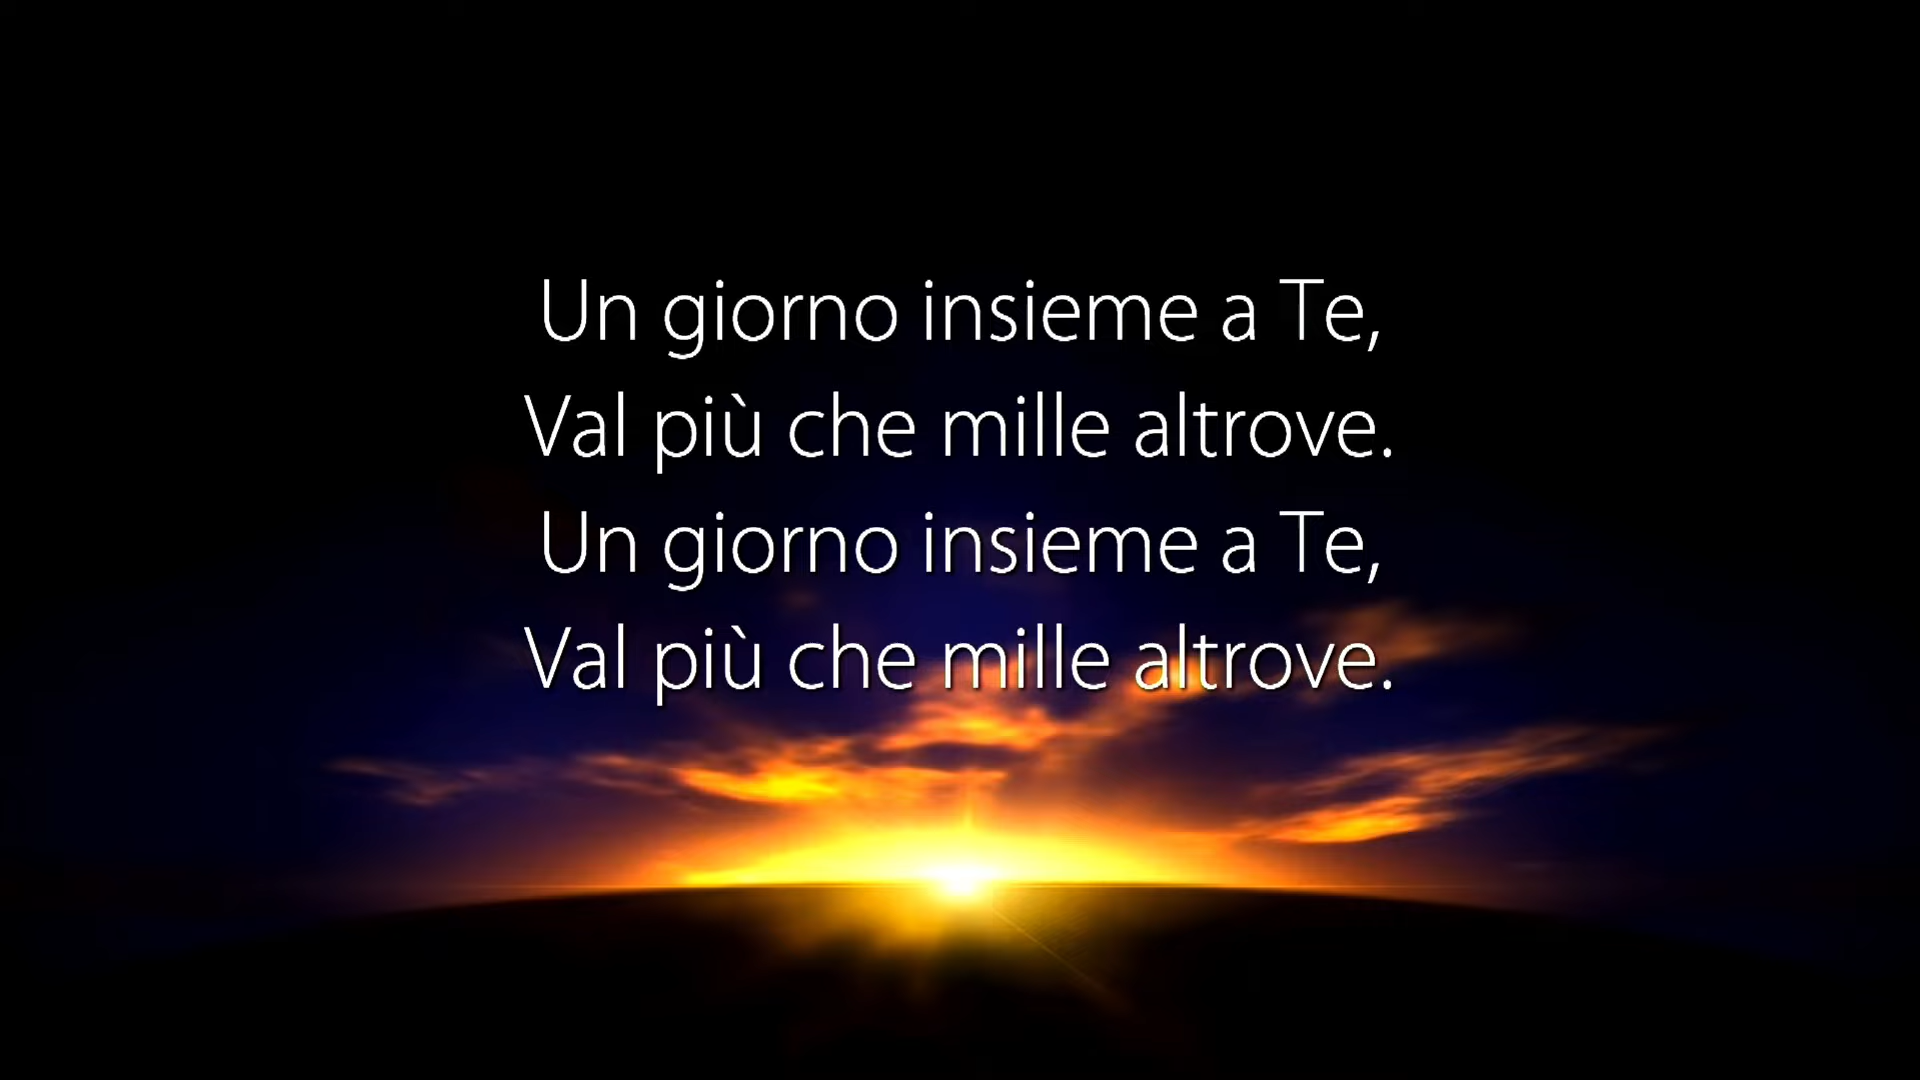 Un giorno insieme a Te,
Val più che mille altrove.
Un giorno insieme a Te,
Val più che mille altrove.